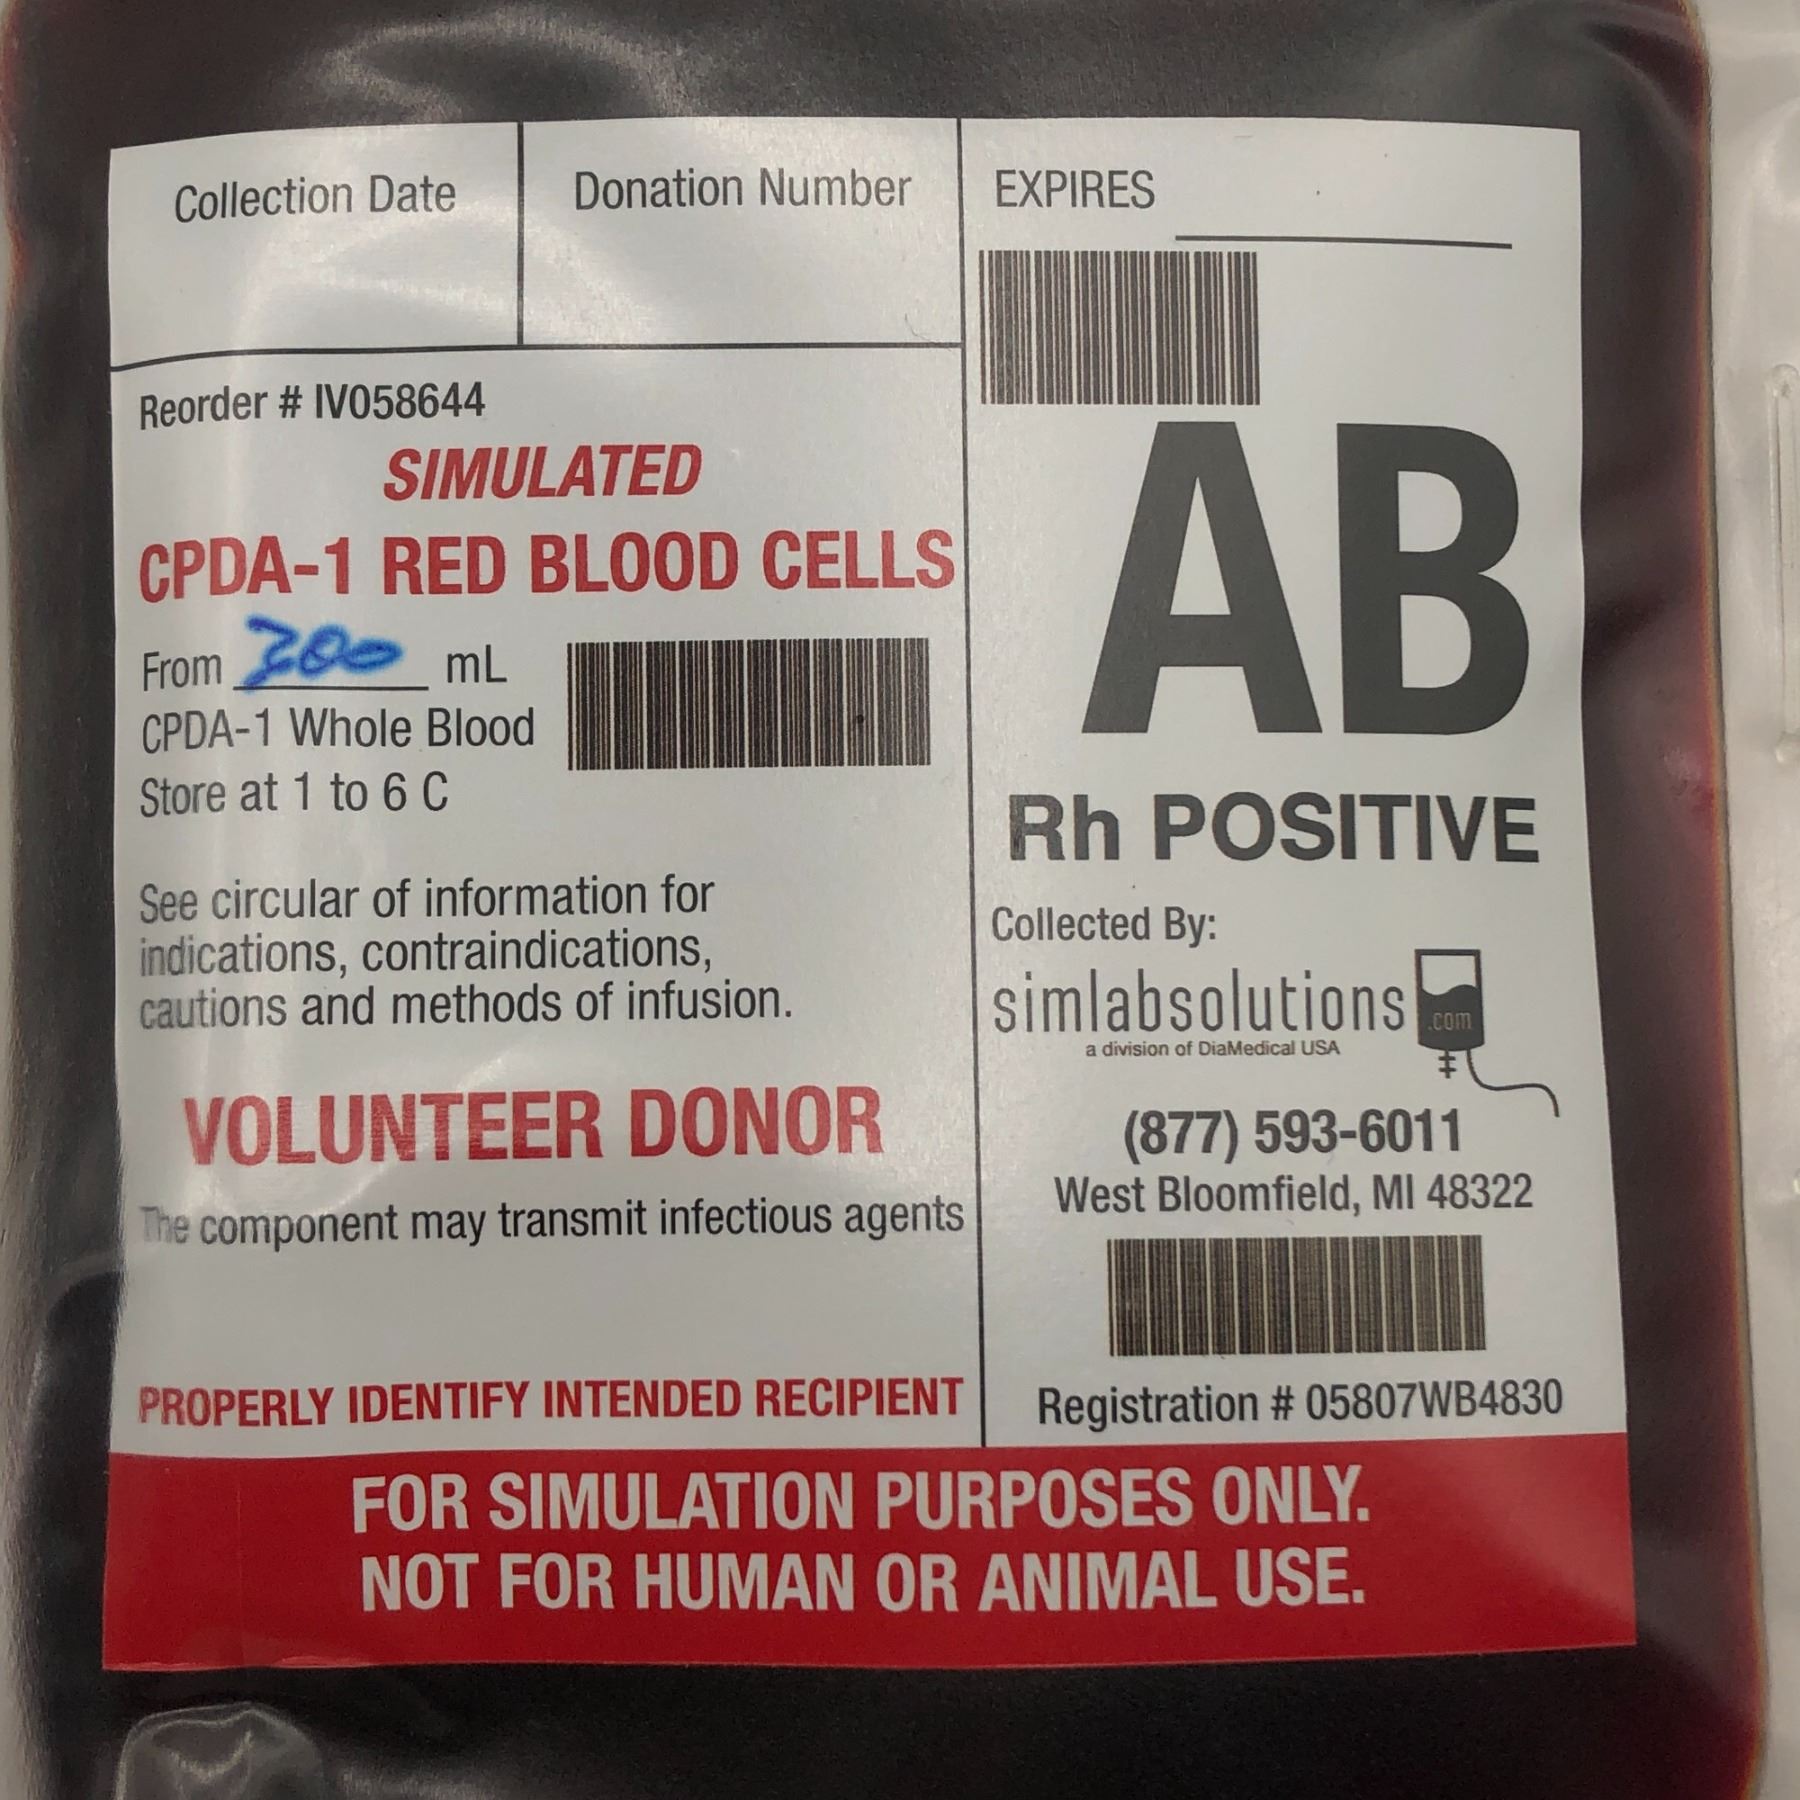 Collection Date
Donation Number
EXPIRES
Reorder # IV058644
SIMULATED
CPDA-1 RED BLOOD CELLS
From 300 mL
CPDA-1 Whole Blood
Store at 1 to 6 C
See circular of information for
indications, contraindications,
cautions and methods of infusion.
VOLUNTEER DONOR
The component may transmit infectious agents
PROPERLY IDENTIFY INTENDED RECIPIENT
AB
Rh POSITIVE
Collected By:
simlabsolutions .com
a division of DiaMedical USA
(877) 593-6011
West Bloomfield, MI 48322
Registration # 05807WB4830
FOR SIMULATION PURPOSES ONLY.
NOT FOR HUMAN OR ANIMAL USE.